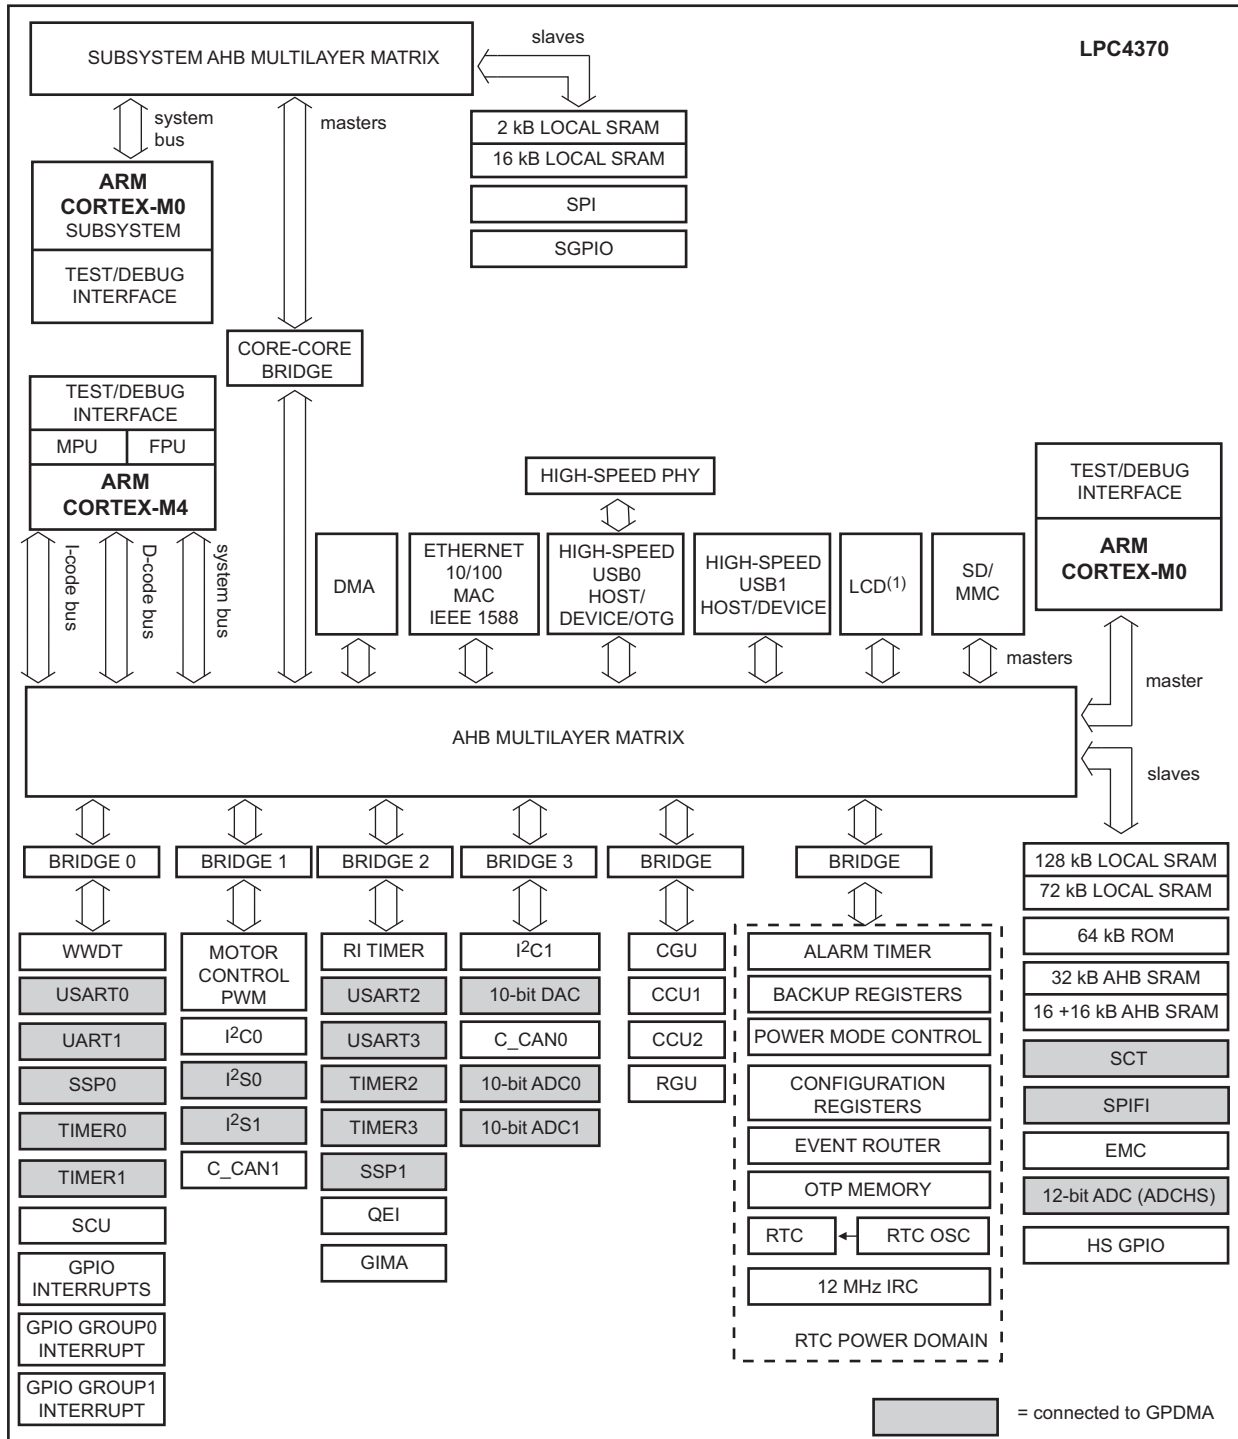 LPC4370
SUBSYSTEM AHB MULTILAYER MATRIX
slaves
system
bus
masters
2 kB LOCAL SRAM
16 kB LOCAL SRAM
SPI
SGPIO
ARM
CORTEX-M0
SUBSYSTEM
TEST/DEBUG
INTERFACE
CORE-CORE
BRIDGE
TEST/DEBUG
INTERFACE
MPU
FPU
ARM
CORTEX-M4
I-code bus
D-code bus
system bus
DMA
ETHERNET
10/100
MAC
IEEE 1588
HIGH-SPEED PHY
HIGH-SPEED
USB0
HOST/
DEVICE/OTG
HIGH-SPEED
USB1
HOST/DEVICE
LCD(1)
SD/
MMC
masters
TEST/DEBUG
INTERFACE
ARM
CORTEX-M0
master
AHB MULTILAYER MATRIX
slaves
BRIDGE 0
BRIDGE 1
BRIDGE 2
BRIDGE 3
BRIDGE
BRIDGE
WWDT
USART0
UART1
SSP0
TIMER0
TIMER1
SCU
GPIO
INTERRUPTS
GPIO GROUP0
INTERRUPT
GPIO GROUP1
INTERRUPT
MOTOR
CONTROL
PWM
I2C0
I2S0
I2S1
C_CAN1
RI TIMER
USART2
USART3
TIMER2
TIMER3
SSP1
QEI
GIMA
I2C1
10-bit DAC
C_CAN0
10-bit ADC0
10-bit ADC1
CGU
CCU1
CCU2
RGU
ALARM TIMER
BACKUP REGISTERS
POWER MODE CONTROL
CONFIGURATION
REGISTERS
EVENT ROUTER
OTP MEMORY
RTC
RTC OSC
12 MHz IRC
RTC POWER DOMAIN
128 kB LOCAL SRAM
72 kB LOCAL SRAM
64 kB ROM
32 kB AHB SRAM
16 +16 kB AHB SRAM
SCT
SPIFI
EMC
12-bit ADC (ADCHS)
HS GPIO
= connected to GPDMA